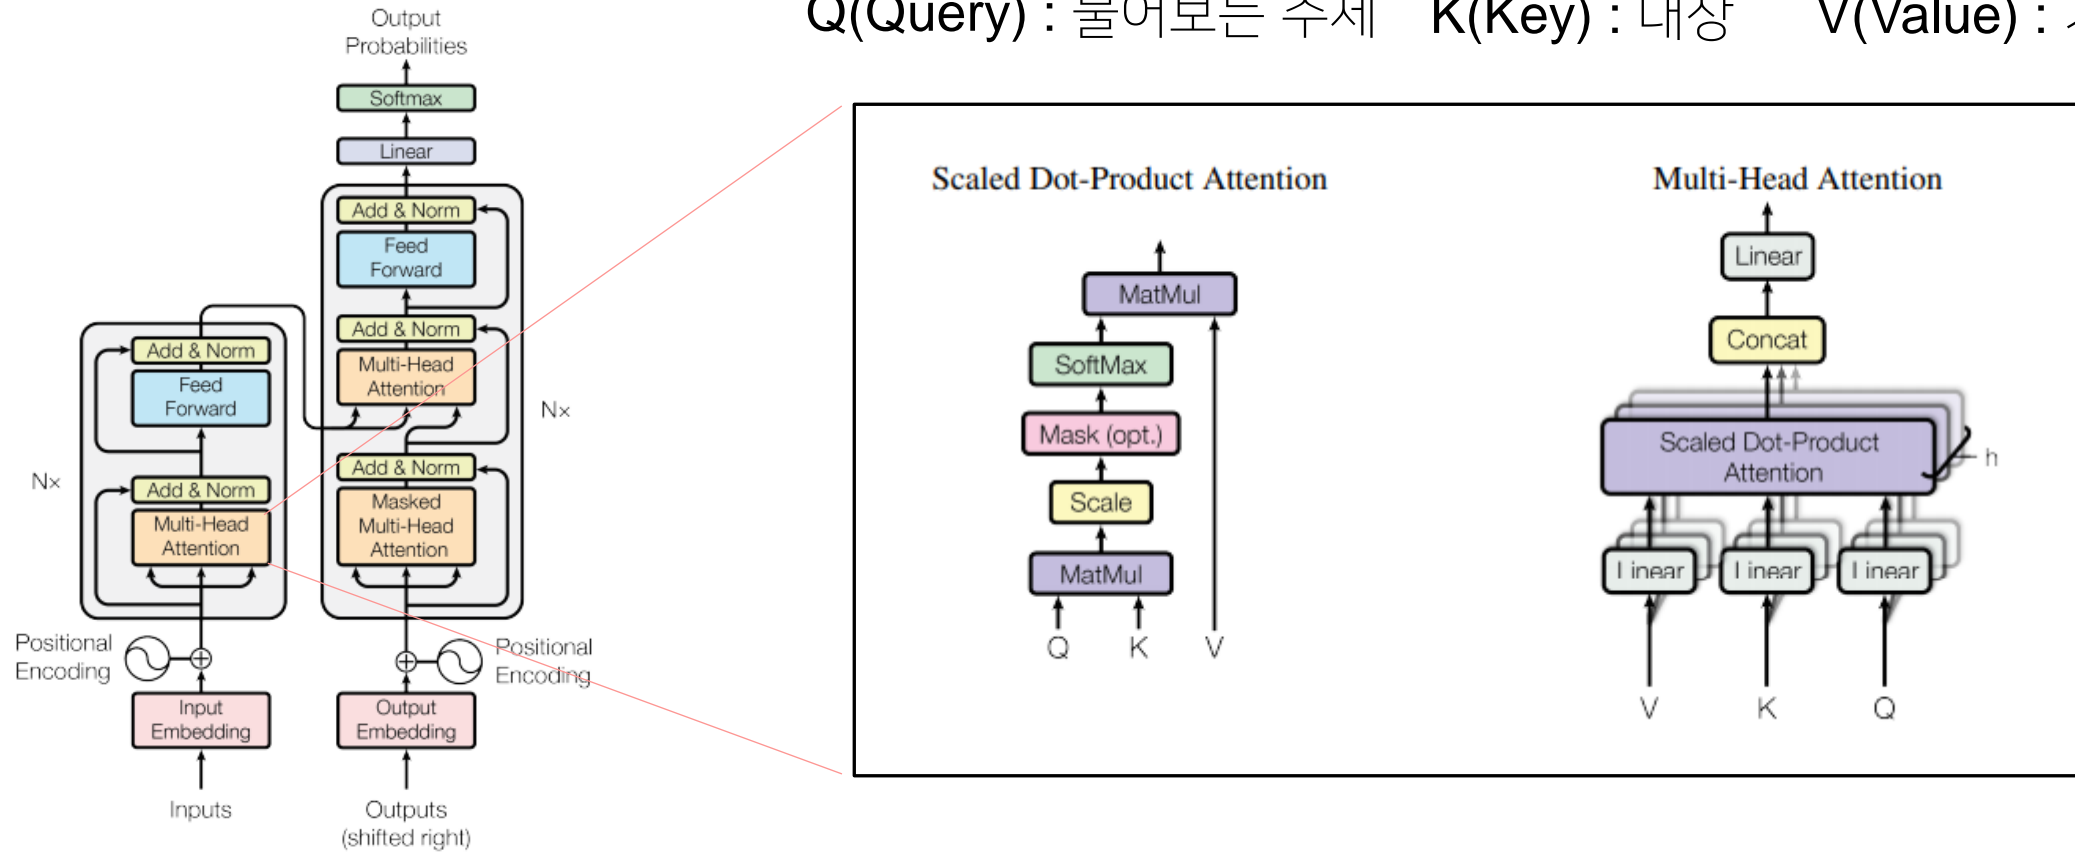 Q(Query) : 물어보는 주체 K(Key) : 대상 V(Value) :
Output
Probabilities
Softmax
Linear
Add & Norm
Feed
Forward
Add & Norm
Multi-Head
Attention
Nx
Add & Norm
Masked
Multi-Head
Attention
Add & Norm
Feed
Forward
Nx
Add & Norm
Multi-Head
Attention
Positional
Encoding
Positional
Encoding
Input
Embedding
Output
Embedding
Inputs
Outputs
(shifted right)
Scaled Dot-Product Attention
MatMul
SoftMax
Mask (opt.)
Scale
MatMul
Q K V
Multi-Head Attention
Linear
Concat
Scaled Dot-Product
Attention
h
Linear Linear Linear
V K Q